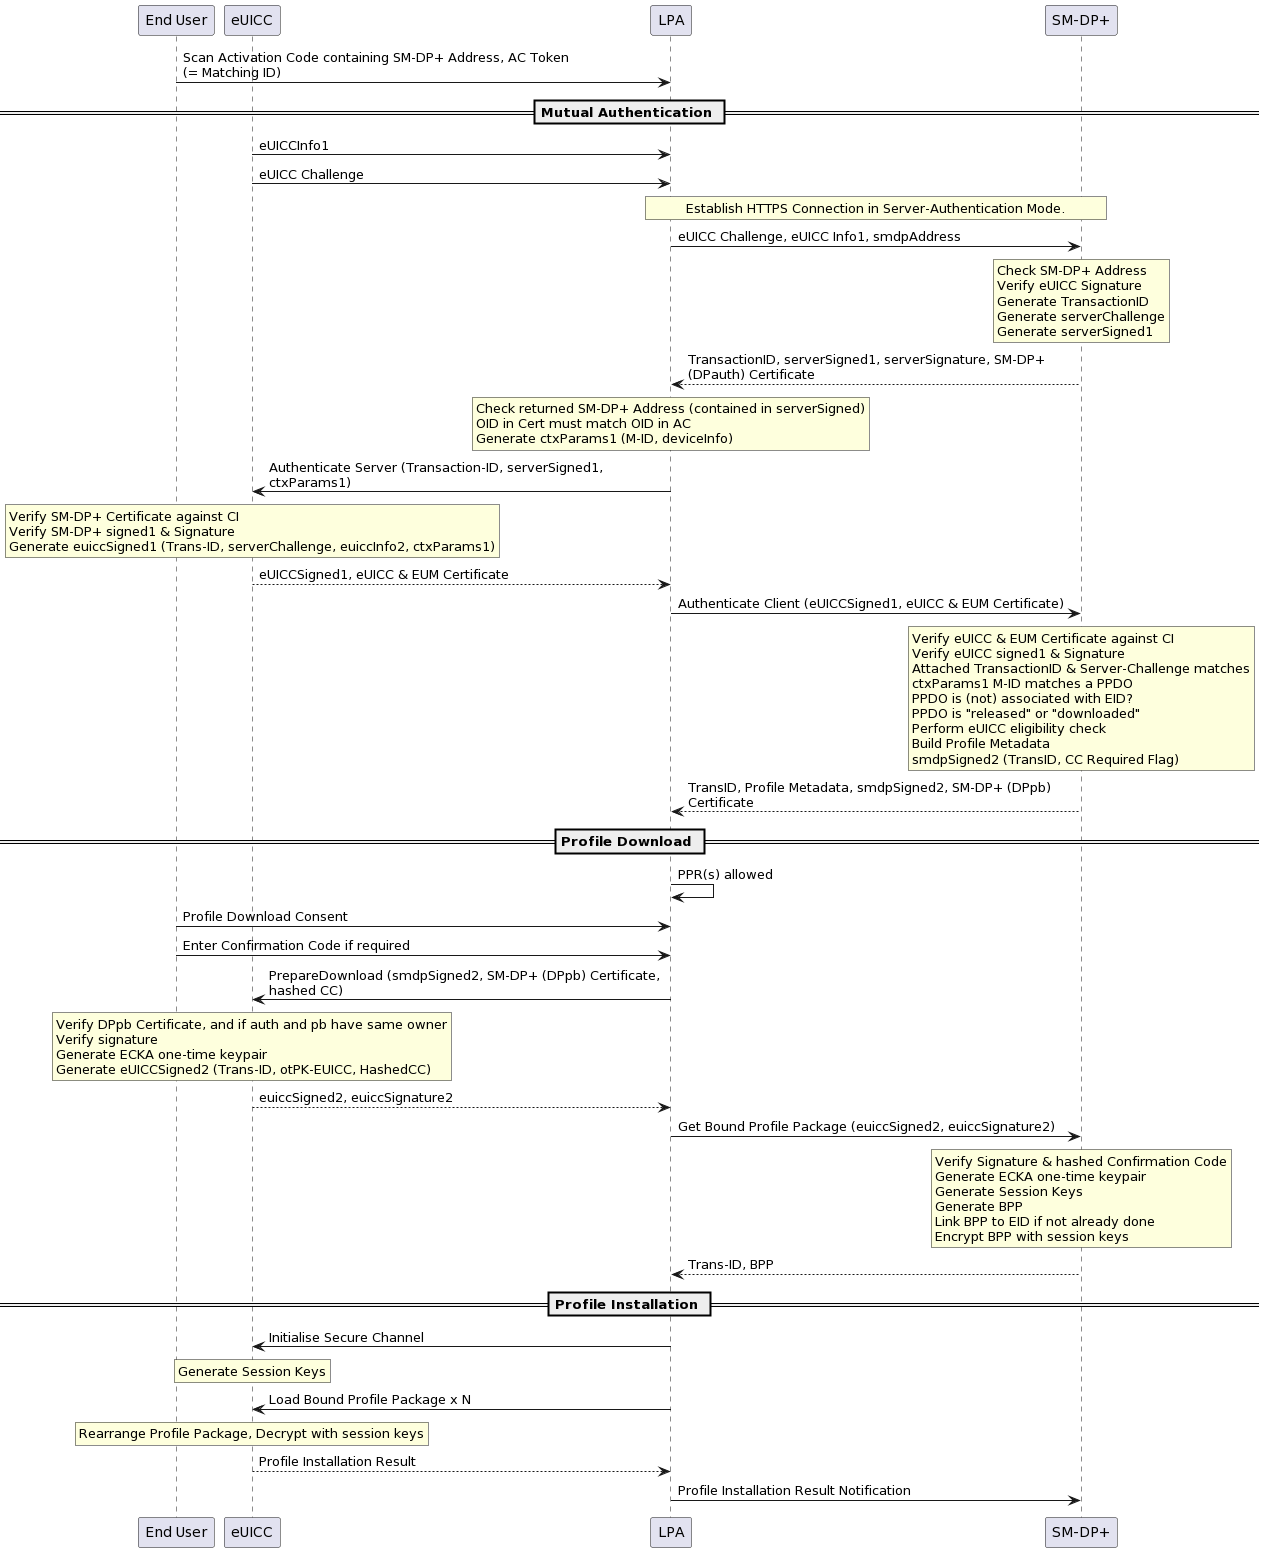 End User
eUICC
LPA
SM-DP+
Scan Activation Code containing SM-DP+ Address, AC Token
(= Matching ID)
Mutual Authentication
eUICCInfo1
eUICC Challenge
Establish HTTPS Connection in Server-Authentication Mode.
eUICC Challenge, eUICC Info1, smdpAddress
Check SM-DP+ Address
Verify eUICC Signature
Generate TransactionID
Generate serverChallenge
Generate serverSigned1
TransactionID, serverSigned1, serverSignature, SM-DP+
(DPauth) Certificate
Check returned SM-DP+ Address (contained in serverSigned)
OID in Cert must match OID in AC
Generate ctxParams1 (M-ID, deviceInfo)
Authenticate Server (Transaction-ID, serverSigned1,
ctxParams1)
Verify SM-DP+ Certificate against CI
Verify SM-DP+ signed1 & Signature
Generate euiccSigned1 (Trans-ID, serverChallenge, euiccInfo2, ctxParams1)
eUICCSigned1, eUICC & EUM Certificate
Authenticate Client (eUICCSigned1, eUICC & EUM Certificate)
Verify eUICC & EUM Certificate against CI
Verify eUICC signed1 & Signature
Attached TransactionID & Server-Challenge matches
ctxParams1 M-ID matches a PPDO
PPDO is (not) associated with EID?
PPDO is "released" or "downloaded"
Perform eUICC eligibility check
Build Profile Metadata
smdpSigned2 (TransID, CC Required Flag)
TransID, Profile Metadata, smdpSigned2, SM-DP+ (DPpb)
Certificate
Profile Download
PPR(s) allowed
Profile Download Consent
Enter Confirmation Code if required
PrepareDownload (smdpSigned2, SM-DP+ (DPpb) Certificate,
hashed CC)
Verify DPpb Certificate, and if auth and pb have same owner
Verify signature
Generate ECKA one-time keypair
Generate eUICCSigned2 (Trans-ID, otPK-EUICC, HashedCC)
euiccSigned2, euiccSignature2
Get Bound Profile Package (euiccSigned2, euiccSignature2)
Verify Signature & hashed Confirmation Code
Generate ECKA one-time keypair
Generate Session Keys
Generate BPP
Link BPP to EID if not already done
Encrypt BPP with session keys
Trans-ID, BPP
Profile Installation
Initialise Secure Channel
Generate Session Keys
Load Bound Profile Package x N
Rearrange Profile Package, Decrypt with session keys
Profile Installation Result
Profile Installation Result Notification
End User
eUICC
LPA
SM-DP+